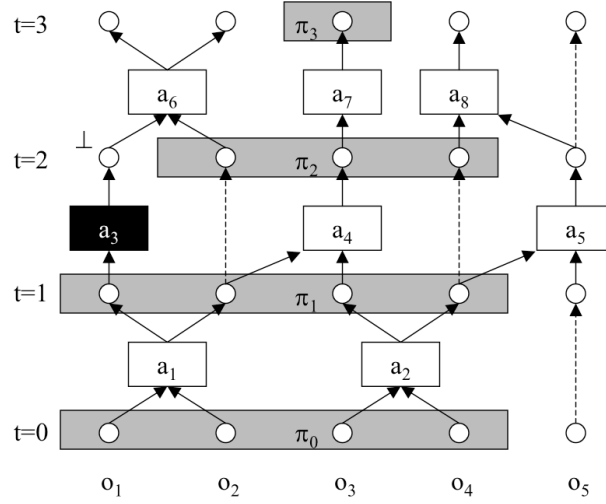 t=3 π₃
a₆ a₇ a₈
⊥
t=2 π₂
a₃ a₄ a₅
t=1 π₁
a₁ a₂
t=0 π₀
o₁ o₂ o₃ o₄ o₅